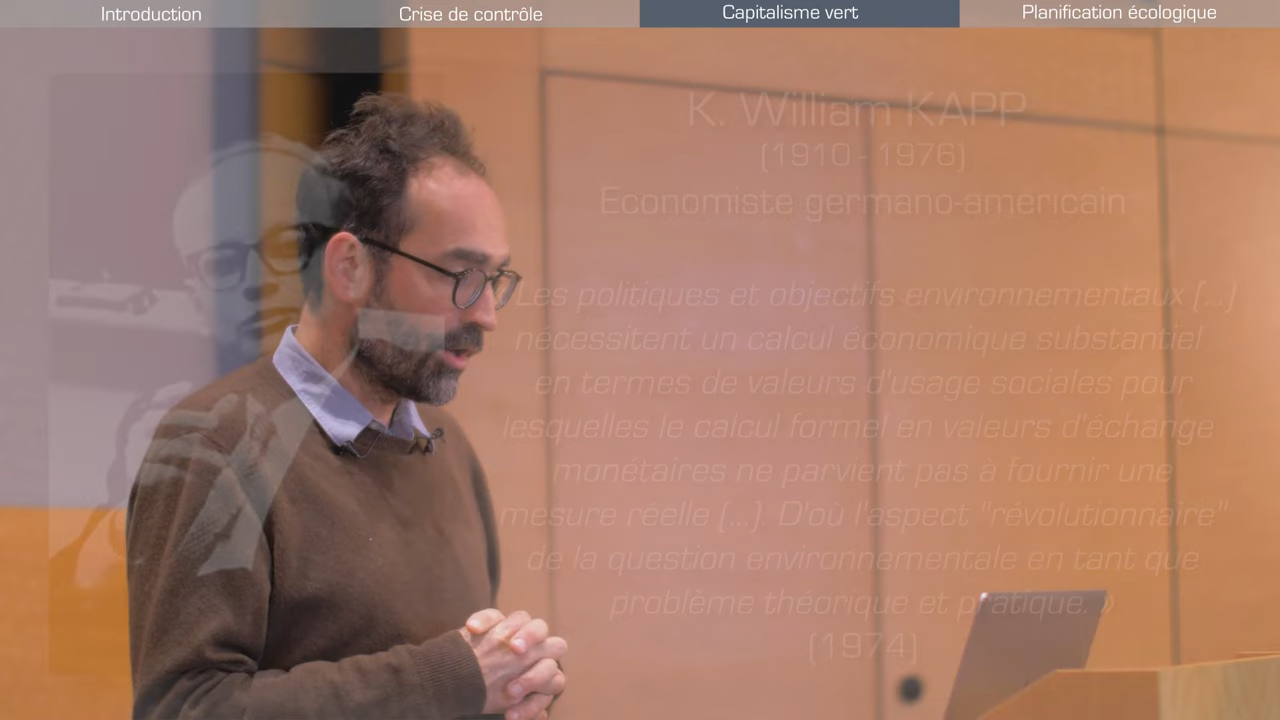 Introduction
Crise de contrôle
Capitalisme vert
Planification écologique
K. William KAPP
(1910 - 1976)
Economiste germano-américain
Les politiques et objectifs environnementaux (...)
nécessitent un calcul économique substantiel
en termes de valeurs d'usage sociales pour
lesquelles le calcul formel en valeurs d'échange
monétaires ne parvient pas à fournir une
mesure réelle (...). D'où l'aspect "révolutionnaire"
de la question environnementale en tant que
problème théorique et pratique. »
(1974)